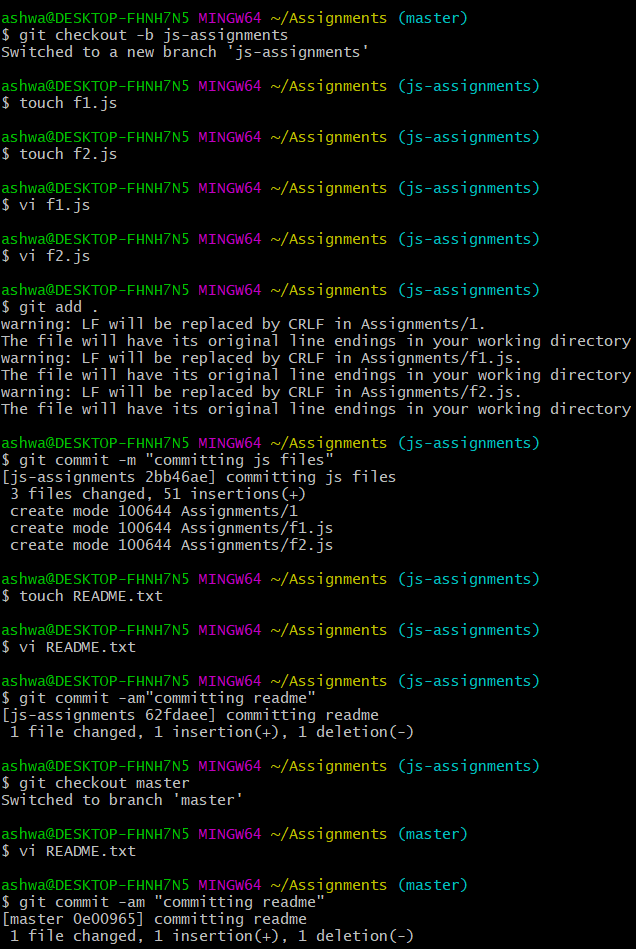 ashwa@DESKTOP-FHNH7N5 MINGW64 ~/Assignments (master)
$ git checkout -b js-assignments
Switched to a new branch 'js-assignments'
ashwa@DESKTOP-FHNH7N5 MINGW64 ~/Assignments (js-assignments)
$ touch f1.js
ashwa@DESKTOP-FHNH7N5 MINGW64 ~/Assignments (js-assignments)
$ touch f2.js
ashwa@DESKTOP-FHNH7N5 MINGW64 ~/Assignments (js-assignments)
$ vi f1.js
ashwa@DESKTOP-FHNH7N5 MINGW64 ~/Assignments (js-assignments)
$ vi f2.js
ashwa@DESKTOP-FHNH7N5 MINGW64 ~/Assignments (js-assignments)
$ git add .
warning: LF will be replaced by CRLF in Assignments/1.
The file will have its original line endings in your working directory
warning: LF will be replaced by CRLF in Assignments/f1.js.
The file will have its original line endings in your working directory
warning: LF will be replaced by CRLF in Assignments/f2.js.
The file will have its original line endings in your working directory
ashwa@DESKTOP-FHNH7N5 MINGW64 ~/Assignments (js-assignments)
$ git commit -m "committing js files"
[js-assignments 2bb46ae] committing js files
3 files changed, 51 insertions(+)
create mode 100644 Assignments/1
create mode 100644 Assignments/f1.js
create mode 100644 Assignments/f2.js
ashwa@DESKTOP-FHNH7N5 MINGW64 ~/Assignments (js-assignments)
$ touch README.txt
ashwa@DESKTOP-FHNH7N5 MINGW64 ~/Assignments (js-assignments)
$ vi README.txt
ashwa@DESKTOP-FHNH7N5 MINGW64 ~/Assignments (js-assignments)
$ git commit -am"committing readme"
[js-assignments 62fdaee] committing readme
1 file changed, 1 insertion(+), 1 deletion(-)
ashwa@DESKTOP-FHNH7N5 MINGW64 ~/Assignments (js-assignments)
$ git checkout master
Switched to branch 'master'
ashwa@DESKTOP-FHNH7N5 MINGW64 ~/Assignments (master)
$ vi README.txt
ashwa@DESKTOP-FHNH7N5 MINGW64 ~/Assignments (master)
$ git commit -am "committing readme"
[master 0e00965] committing readme
1 file changed, 1 insertion(+), 1 deletion(-)